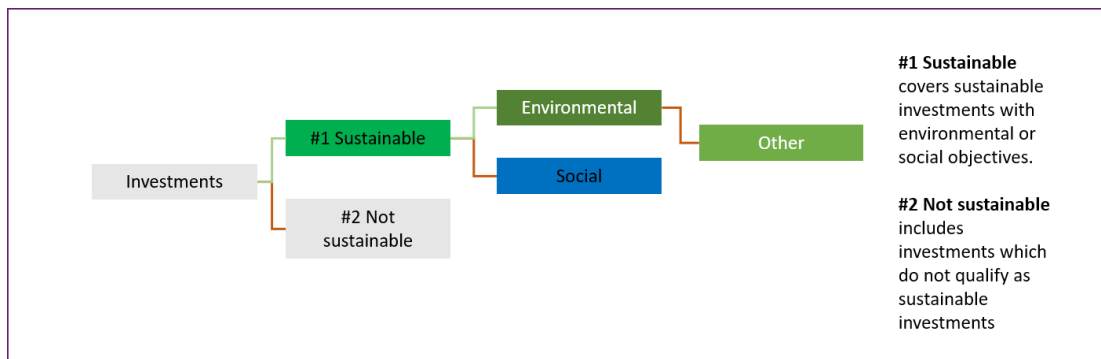 Investments
#1 Sustainable
#2 Not
sustainable
Environmental
Social
Other
#1 Sustainable
covers sustainable
investments with
environmental or
social objectives.
#2 Not sustainable
includes
investments which
do not qualify as
sustainable
investments